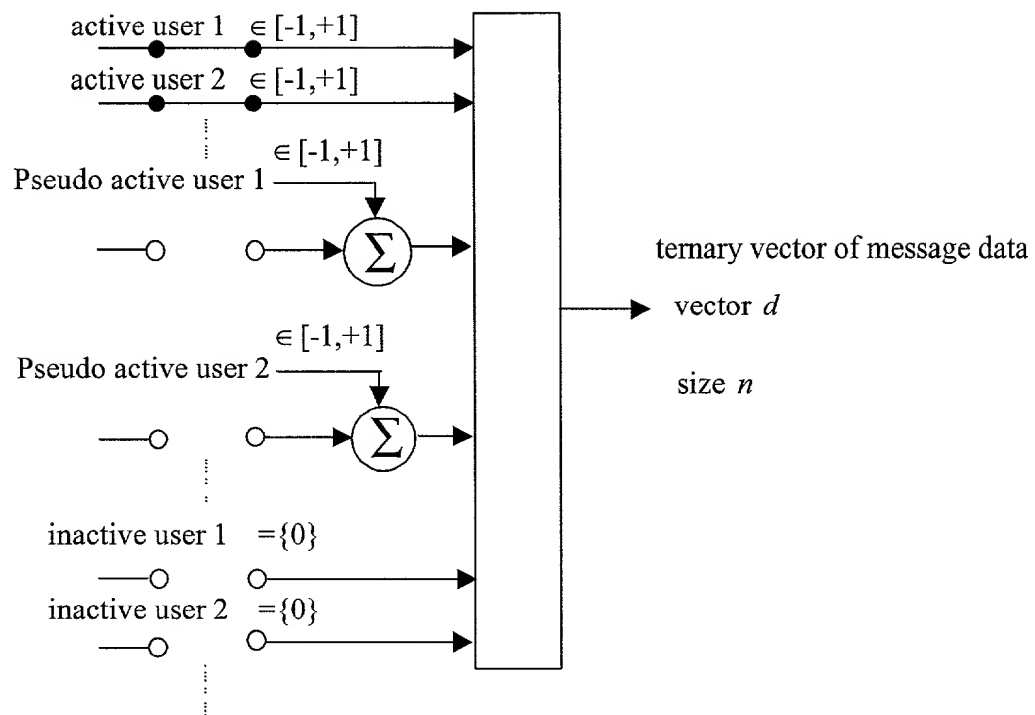 active user 1 ∈[-1,+1]
active user 2 ∈[-1,+1]
∈[-1,+1]
Pseudo active user 1
Σ
ternary vector of message data
vector d
∈[-1,+1]
Pseudo active user 2
size n
Σ
inactive user 1 ={0}
inactive user 2 ={0}